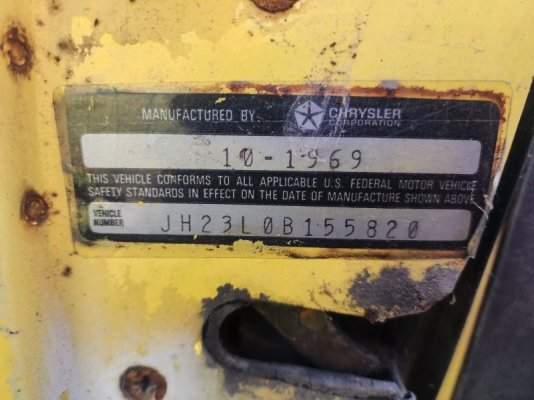 MANUFACTURED BY CHRYSLER CORPORATION
10-1969
THIS VEHICLE CONFORMS TO ALL APPLICABLE U.S. FEDERAL MOTOR VEHICLE
SAFETY STANDARDS IN EFFECT ON THE DATE OF MANUFACTURE SHOWN ABOVE
VEHICLE NUMBER
JH23L0B155820